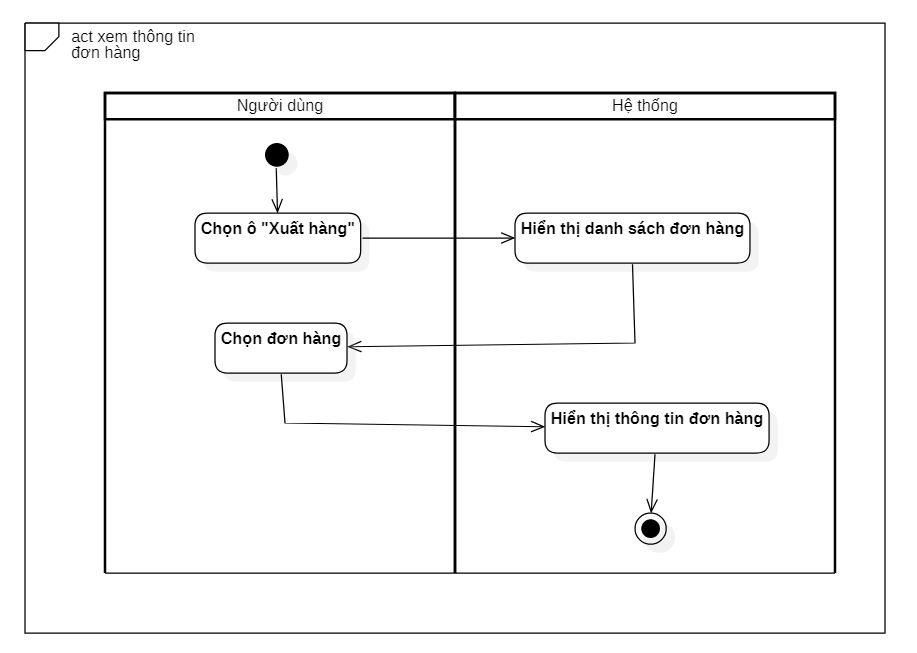 act xem thông tin
đơn hàng
Người dùng
Hệ thống
Chọn ô "Xuất hàng"
Hiển thị danh sách đơn hàng
Chọn đơn hàng
Hiển thị thông tin đơn hàng